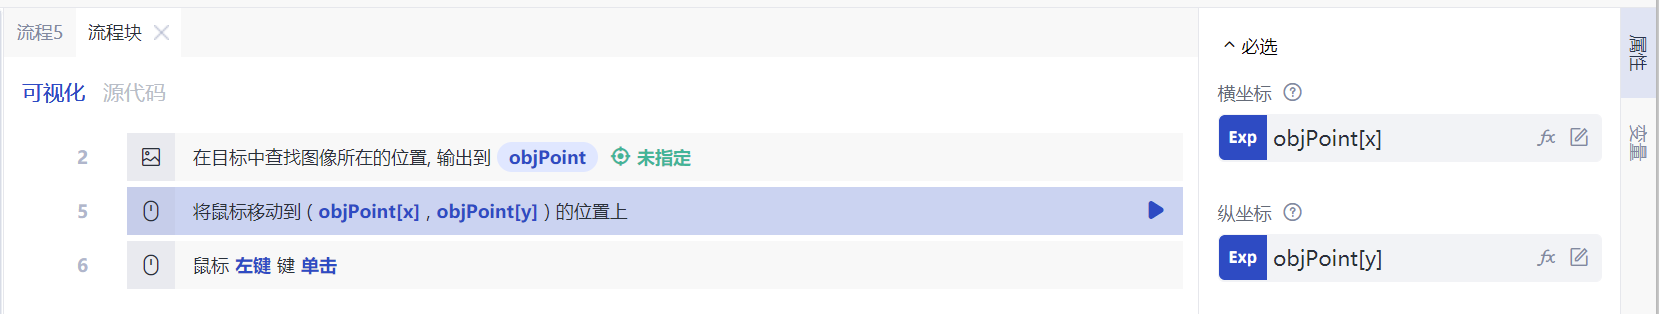 流程5 流程块
可视化 源代码
2 在目标中查找图像所在的位置, 输出到 objPoint 未指定
5 将鼠标移动到 ( objPoint[x] , objPoint[y] ) 的位置上
6 鼠标 左键 键 单击
必选
横坐标 ?
Exp objPoint[x] fx
纵坐标 ?
Exp objPoint[y] fx
属性
变量